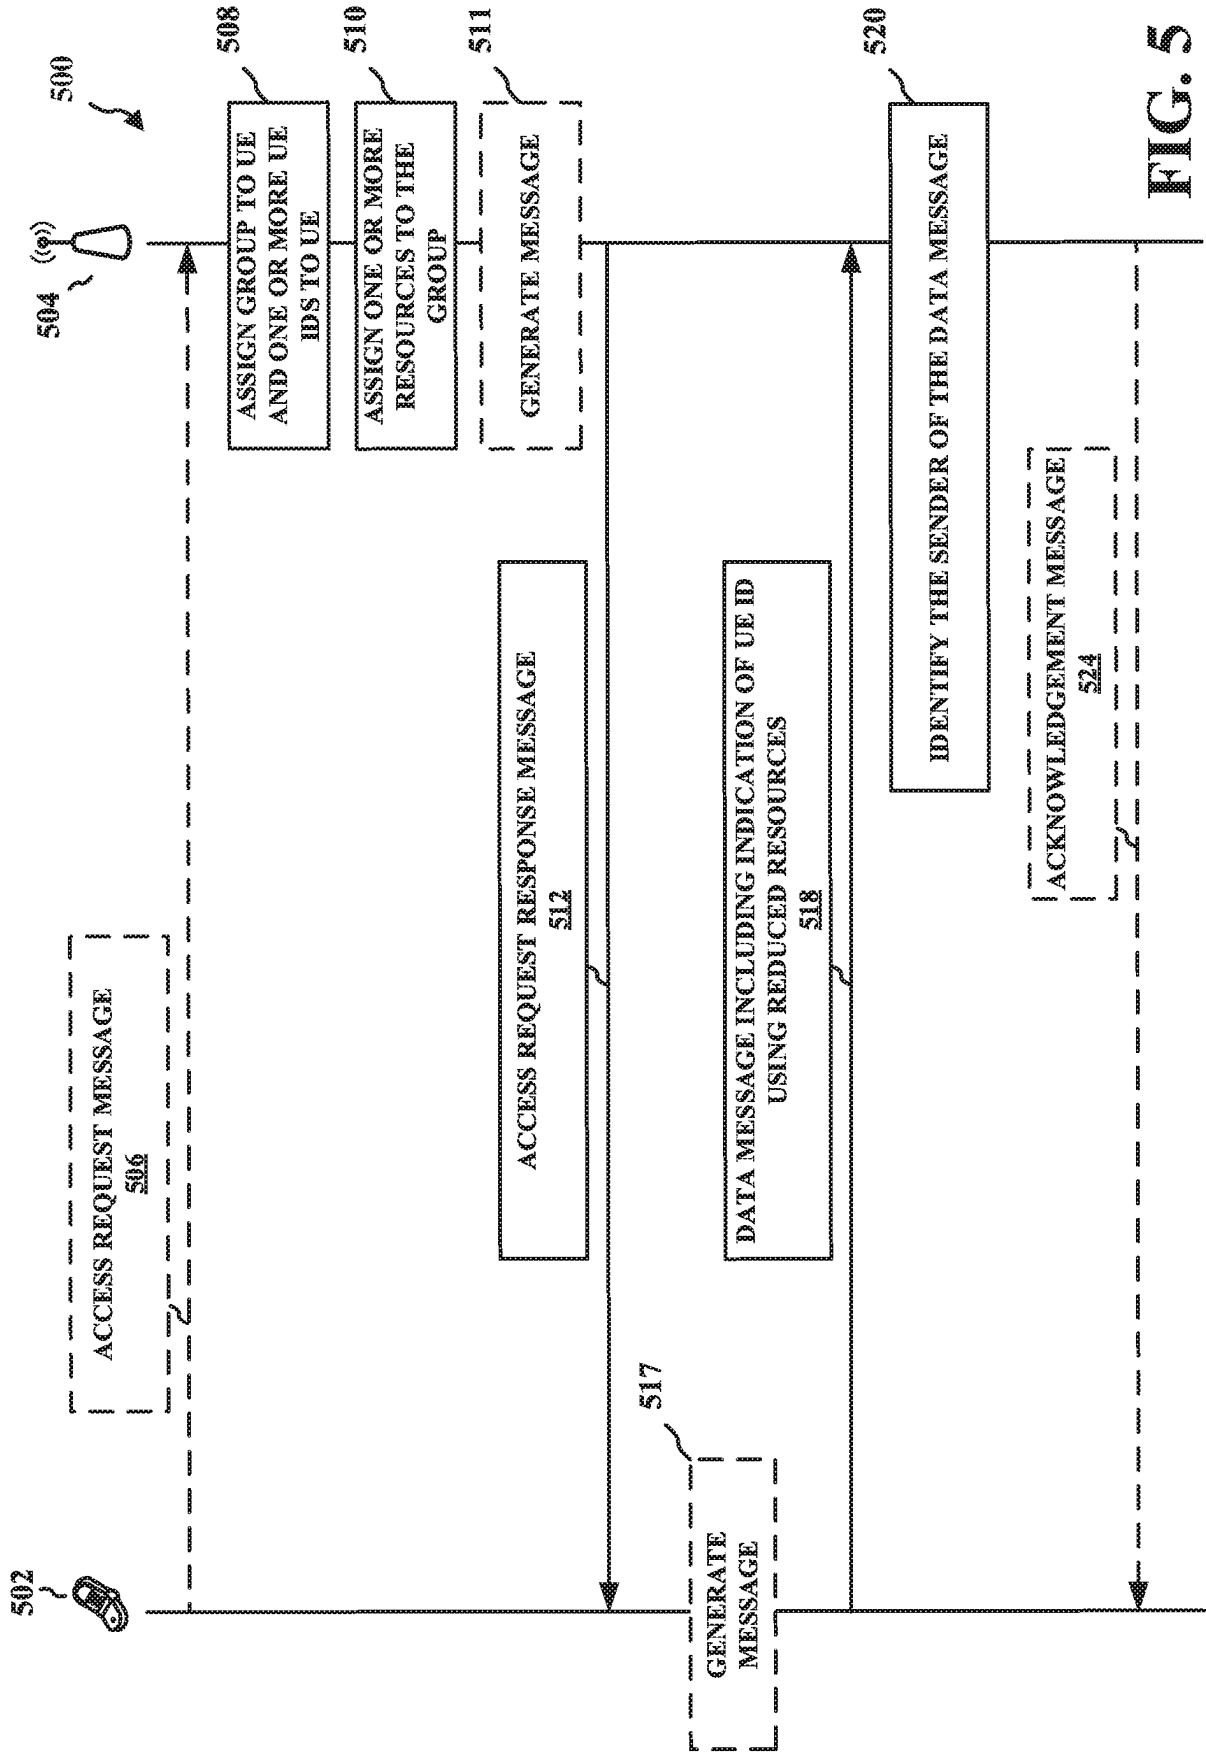 500
502
504
ACCESS REQUEST MESSAGE
506
ASSIGN GROUP TO UE
AND ONE OR MORE UE
IDS TO UE
508
ASSIGN ONE OR MORE
RESOURCES TO THE
GROUP
510
GENERATE MESSAGE
511
ACCESS REQUEST RESPONSE MESSAGE
512
GENERATE
MESSAGE
517
DATA MESSAGE INCLUDING INDICATION OF UE ID
USING REDUCED RESOURCES
518
IDENTIFY THE SENDER OF THE DATA MESSAGE
520
ACKNOWLEDGEMENT MESSAGE
524
FIG. 5